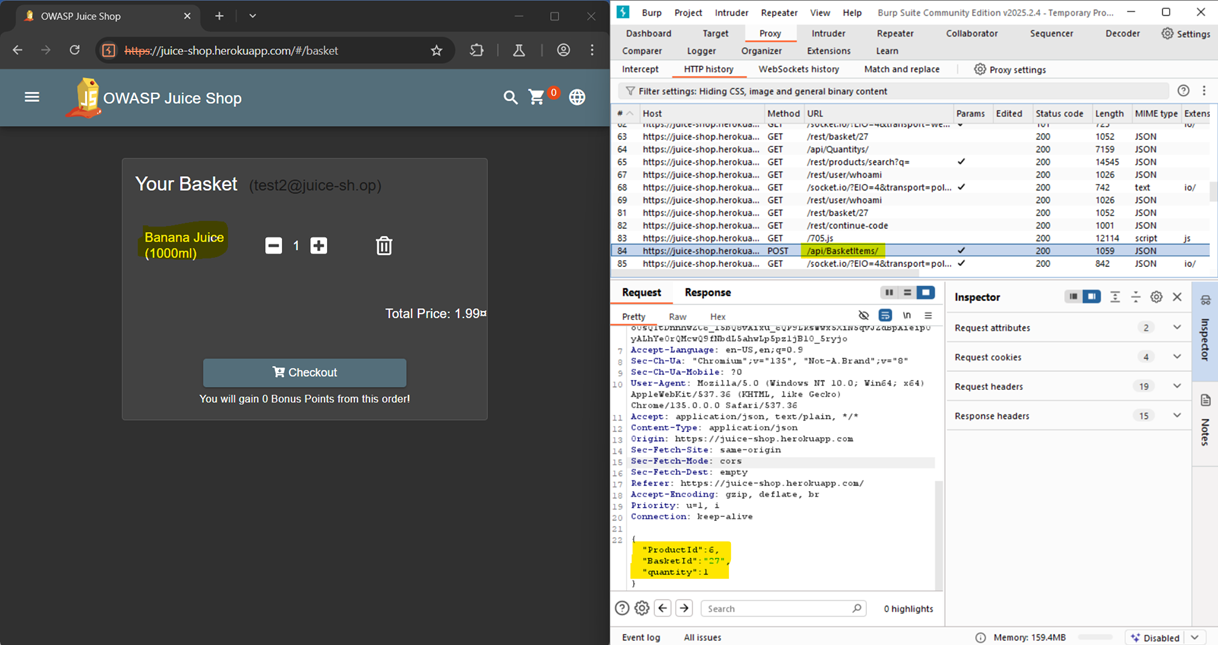 OWASP Juice Shop
https://juice-shop.herokuapp.com/#/basket
OWASP Juice Shop
0
Your Basket (test2@juice-sh.op)
Banana Juice
(1000ml)
1
Total Price: 1.99¤
Checkout
You will gain 0 Bonus Points from this order!
Burp Project Intruder Repeater View Help Burp Suite Community Edition v2025.2.4 - Temporary Pro...
Dashboard Target Proxy Intruder Repeater Collaborator Sequencer Decoder Settings
Comparer Logger Organizer Extensions Learn
Intercept HTTP history WebSockets history Match and replace Proxy settings
Filter settings: Hiding CSS, image and general binary content
# Host Method URL Params Edited Status code Length MIME type Extens
62 https://juice-shop.herokua... GET /socket.io/?EIO=4&transport=we... ✓ 101 io/
63 https://juice-shop.herokua... GET /rest/basket/27 200 1052 JSON
64 https://juice-shop.herokua... GET /api/Quantitys/ 200 7159 JSON
65 https://juice-shop.herokua... GET /rest/products/search?q= ✓ 200 14545 JSON
67 https://juice-shop.herokua... GET /rest/user/whoami 200 1026 JSON
68 https://juice-shop.herokua... GET /socket.io/?EIO=4&transport=pol... ✓ 200 742 text io/
69 https://juice-shop.herokua... GET /rest/user/whoami 200 1026 JSON
81 https://juice-shop.herokua... GET /rest/basket/27 200 1052 JSON
82 https://juice-shop.herokua... GET /rest/continue-code 200 1001 JSON
83 https://juice-shop.herokua... GET /705.js 200 12114 script js
84 https://juice-shop.herokua... POST /api/BasketItems/ ✓ 200 1059 JSON
85 https://juice-shop.herokua... GET /socket.io/?EIO=4&transport=pol... ✓ 200 842 JSON io/
Request Response
Pretty Raw Hex
\n
7 Accept-Language: en-US,en;q=0.9
8 Sec-Ch-Ua: "Chromium";v="135", "Not-A.Brand";v="8"
9 Sec-Ch-Ua-Mobile: ?0
10 User-Agent: Mozilla/5.0 (Windows NT 10.0; Win64; x64)
AppleWebKit/537.36 (KHTML, like Gecko)
Chrome/135.0.0.0 Safari/537.36
11 Accept: application/json, text/plain, */*
12 Content-Type: application/json
13 Origin: https://juice-shop.herokuapp.com
14 Sec-Fetch-Site: same-origin
15 Sec-Fetch-Mode: cors
16 Sec-Fetch-Dest: empty
17 Referer: https://juice-shop.herokuapp.com/
18 Accept-Encoding: gzip, deflate, br
19 Priority: u=1, i
20 Connection: keep-alive
21
22 {
"ProductId":6,
"BasketId":"27",
"quantity":1
}
Search
0 highlights
Inspector
Request attributes 2
Request cookies 4
Request headers 19
Response headers 15
Inspector
Notes
Event log All issues
Memory: 159.4MB
Disabled